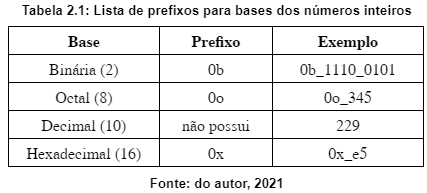 Tabela 2.1: Lista de prefixos para bases dos números inteiros
Base Prefixo Exemplo
Binária (2) 0b 0b_1110_0101
Octal (8) 0o 0o_345
Decimal (10) não possui 229
Hexadecimal (16) 0x 0x_e5
Fonte: do autor, 2021